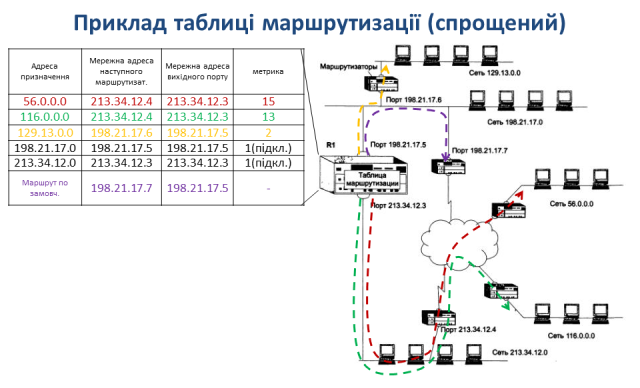 Приклад таблиці маршрутизації (спрощений)
Адреса призначення
Мережна адреса наступного маршрутизат.
Мережна адреса вихідного порту
метрика
56.0.0.0 213.34.12.4 213.34.12.3 15
116.0.0.0 213.34.12.4 213.34.12.3 13
129.13.0.0 198.21.17.6 198.21.17.5 2
198.21.17.0 198.21.17.5 198.21.17.5 1(підкл.)
213.34.12.0 213.34.12.3 213.34.12.3 1(підкл.)
Маршрут по замовч. 198.21.17.7 198.21.17.5 -
Маршрутизаторы
Сеть 129.13.0.0
Порт 198.21.17.6
Сеть 198.21.17.0
R1
Порт 198.21.17.5
Порт 198.21.17.7
Таблица
маршрутизации
Порт 213.34.12.3
Сеть 56.0.0.0
Порт 213.34.12.4
Сеть 116.0.0.0
Сеть 213.34.12.0